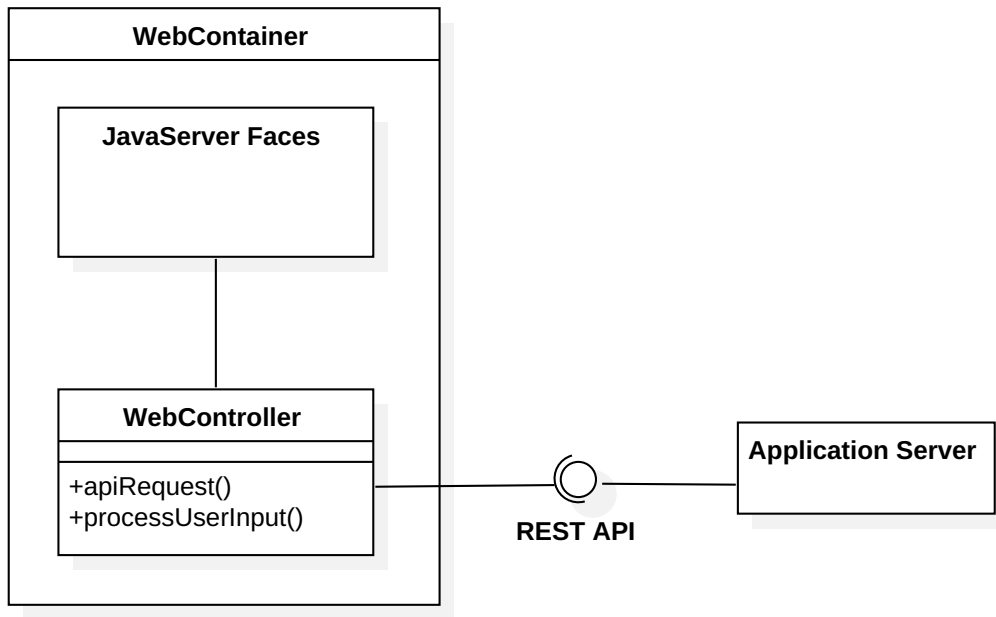 WebContainer
JavaServer Faces
WebController
+apiRequest()
+processUserInput()
REST API
Application Server